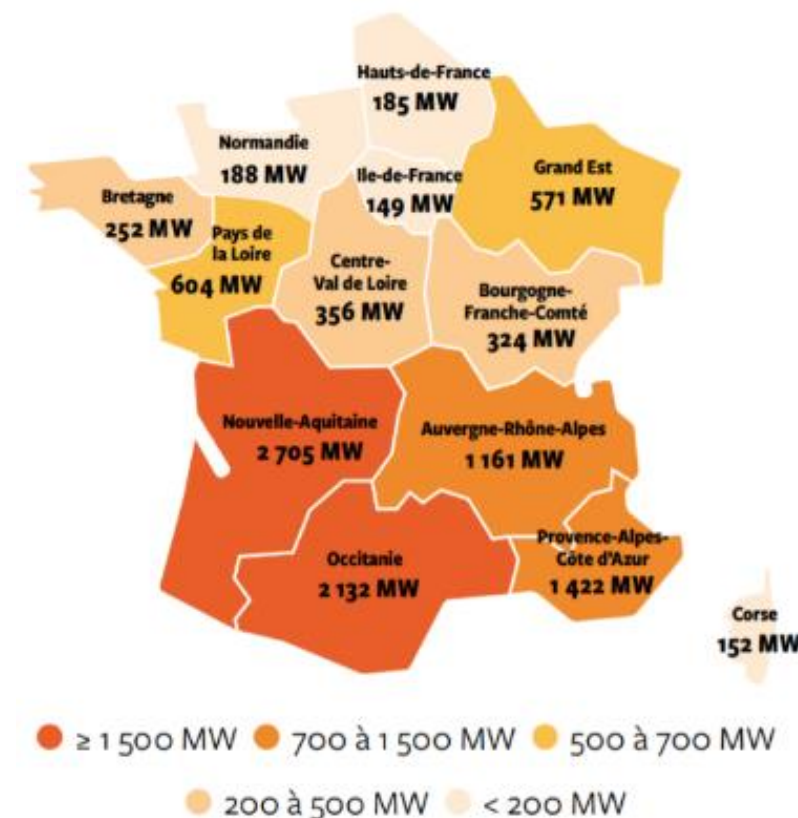 Hauts-de-France
185 MW
Normandie
188 MW
Ile-de-France
149 MW
Grand Est
571 MW
Bretagne
252 MW
Pays de
la Loire
604 MW
Centre-
Val de Loire
356 MW
Bourgogne-
Franche-Comté
324 MW
Nouvelle-Aquitaine
2 705 MW
Auvergne-Rhône-Alpes
1 161 MW
Occitanie
2 132 MW
Provence-Alpes-
Côte d'Azur
1 422 MW
Corse
152 MW
≥ 1 500 MW 700 à 1 500 MW 500 à 700 MW
200 à 500 MW < 200 MW